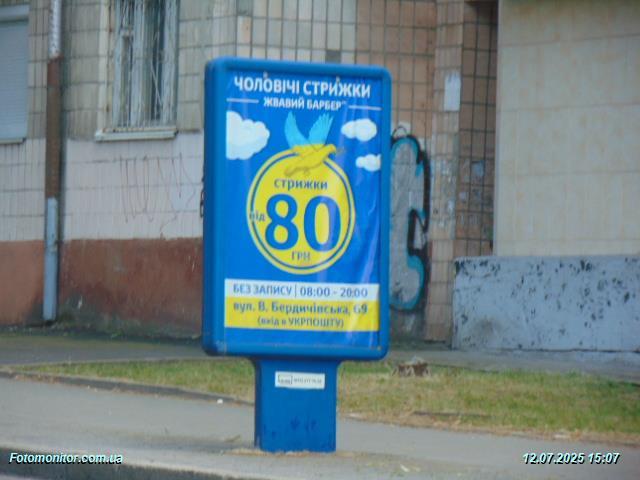 ЧОЛОВІЧІ СТРИЖКИ
ЖВАВИЙ БАРБЕР
стрижки
від 80
ГРН
БЕЗ ЗАПИСУ | 08:00 - 20:00
вул. В. Бердичівська, 69
(вхід в УКРПОШТУ)
Fotomonitor.com.ua
12.07.2025 15:07